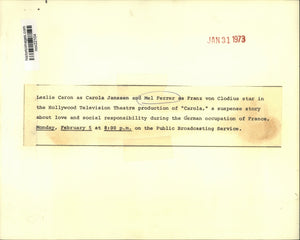 JAN 31 1973
Leslie Caron as Carola Janssen and Mel Ferrer as Franz von Clodius star in
the Hollywood Television Theatre production of "Carola," a suspense story
about love and social responsibility during the German occupation of France,
Monday, February 5 at 8:00 p.m. on the Public Broadcasting Service.